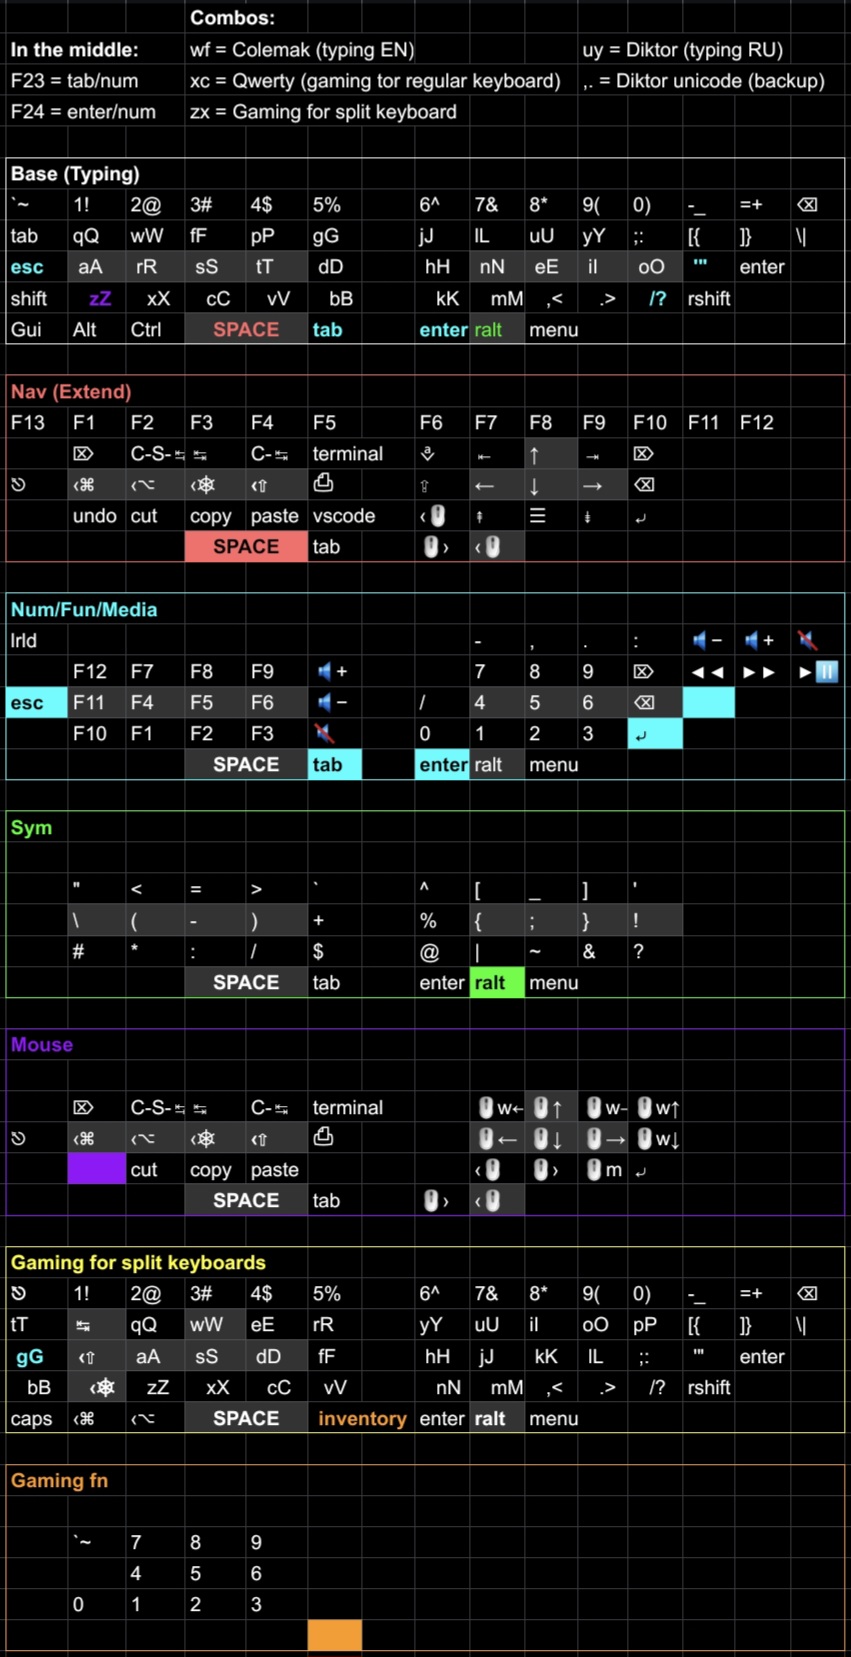 Combos:
In the middle: wf = Colemak (typing EN) uy = Diktor (typing RU)
F23 = tab/num xc = Qwerty (gaming tor regular keyboard) ,. = Diktor unicode (backup)
F24 = enter/num zx = Gaming for split keyboard
Base (Typing)
`~ 1! 2@ 3# 4$ 5% 6^ 7& 8* 9( 0) -_ =+ ⌫
tab qQ wW fF pP gG jJ lL uU yY ;: [{ ]} \|
esc aA rR sS tT dD hH nN eE iI oO '" enter
shift zZ xX cC vV bB kK mM ,< .> /? rshift
Gui Alt Ctrl SPACE tab enter ralt menu
Nav (Extend)
F13 F1 F2 F3 F4 F5 F6 F7 F8 F9 F10 F11 F12
⌦ C-S-↹ ↹ C-↹ terminal ⇤ ↑ ⇥ ⌦
⎋ ‹⌘ ‹⌥ ‹⎈ ‹⇧ ⎙ ⇧ ← ↓ → ⌫
undo cut copy paste vscode ‹🖱 ⇞ ☰ ⇟ ⤶
SPACE tab 🖱› ‹🖱
Num/Fun/Media
lrld - , . : 🔈− 🔈+ 🔇
F12 F7 F8 F9 🔈+ 7 8 9 ⌦ ◄◄ ►► ►⏸
esc F11 F4 F5 F6 🔈− / 4 5 6 ⌫
F10 F1 F2 F3 🔇 0 1 2 3 ⤶
SPACE tab enter ralt menu
Sym
" < = > ` ^ [ _ ] '
\ ( - ) + % { ; } !
# * : / $ @ | ~ & ?
SPACE tab enter ralt menu
Mouse
⌦ C-S-↹ ↹ C-↹ terminal 🖱w← 🖱↑ 🖱w- 🖱w↑
⎋ ‹⌘ ‹⌥ ‹⎈ ‹⇧ ⎙ 🖱← 🖱↓ 🖱→ 🖱w↓
cut copy paste ‹🖱 🖱› 🖱m ⤶
SPACE tab 🖱› ‹🖱
Gaming for split keyboards
⎋ 1! 2@ 3# 4$ 5% 6^ 7& 8* 9( 0) -_ =+ ⌫
tT ↹ qQ wW eE rR yY uU iI oO pP [{ ]} \|
gG ‹⇧ aA sS dD fF hH jJ kK lL ;: '" enter
bB ‹⎈ zZ xX cC vV nN mM ,< .> /? rshift
caps ‹⌘ ‹⌥ SPACE inventory enter ralt menu
Gaming fn
`~ 7 8 9
4 5 6
0 1 2 3